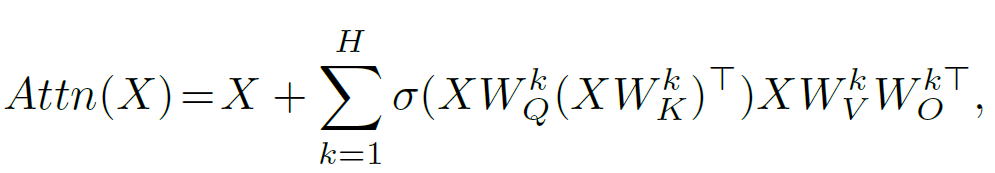 Attn(X) = X + \sum_{k=1}^{H} \sigma(XW_Q^k(XW_K^k)^\top)XW_V^kW_O^{k\top},